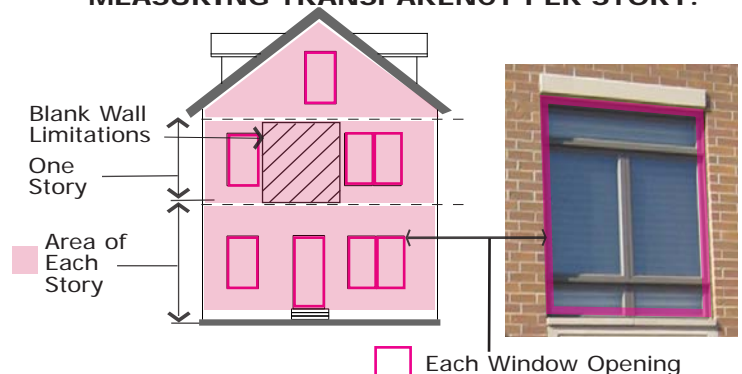 MEASURING TRANSPARENCY PER STORY.
Blank Wall
Limitations
One
Story
Area of
Each
Story
Each Window Opening